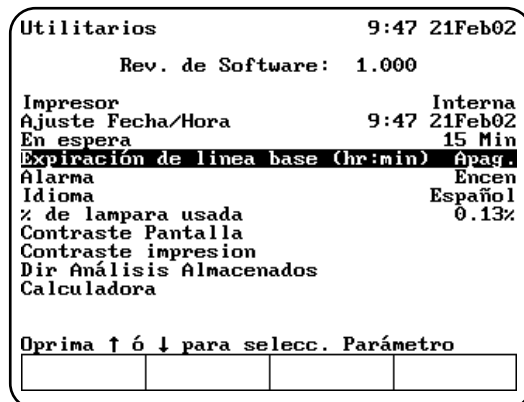 Utilitarios 9:47 21Feb02
Rev. de Software: 1.000
Impresor Interna
Ajuste Fecha/Hora 9:47 21Feb02
En espera 15 Min
Expiración de linea base (hr:min) Apag.
Alarma Encen
Idioma Español
% de lampara usada 0.13%
Contraste Pantalla
Contraste impresion
Dir Análisis Almacenados
Calculadora
Oprima ↑ ó ↓ para selecc. Parámetro